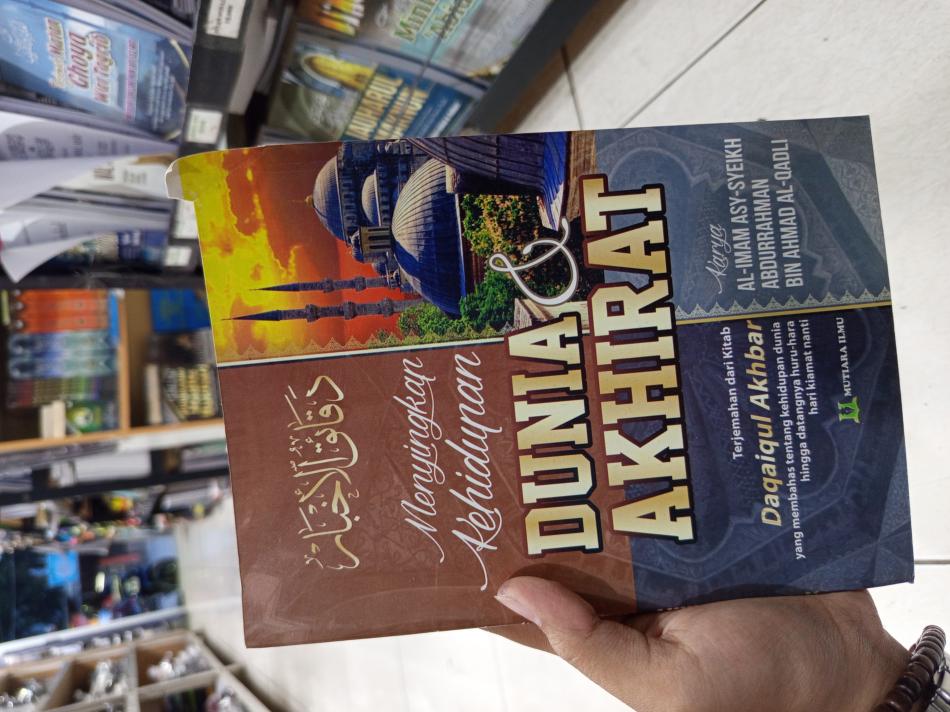 دقائق الأخبار
Menyingkap
Kehidupan
DUNIA &
AKHIRAT
Terjemahan dari Kitab
Daqaiqul Akhbar
yang membahas tentang kehidupan dunia
hingga datangnya huru-hara
hari kiamat nanti
Karya
AL-IMAM ASY-SYEIKH
ABDURRAHMAN
BIN AHMAD AL-QADLI
MUTIARA ILMU